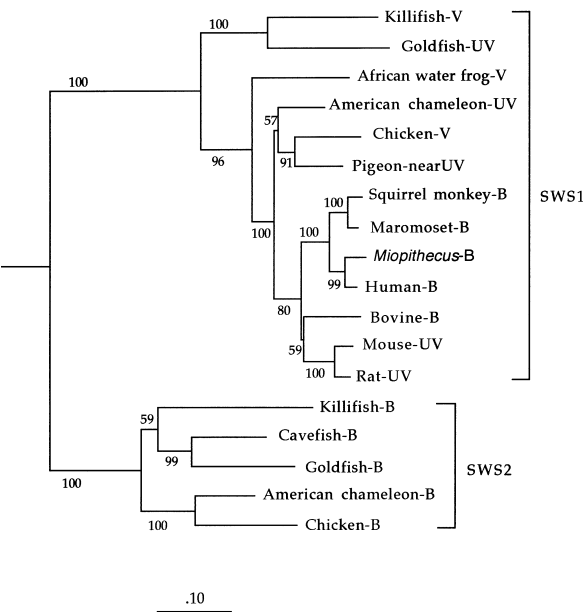 Killifish-V
100
Goldfish-UV
African water frog-V
100
American chameleon-UV
57
Chicken-V
96
91
Pigeon-nearUV
Squirrel monkey-B
SWS1
100
Maromoset-B
100
100
Miopithecus-B
99
Human-B
80
Bovine-B
Mouse-UV
59
100
Rat-UV
Killifish-B
59
Cavefish-B
99
Goldfish-B
SWS2
100
American chameleon-B
100
Chicken-B
.10